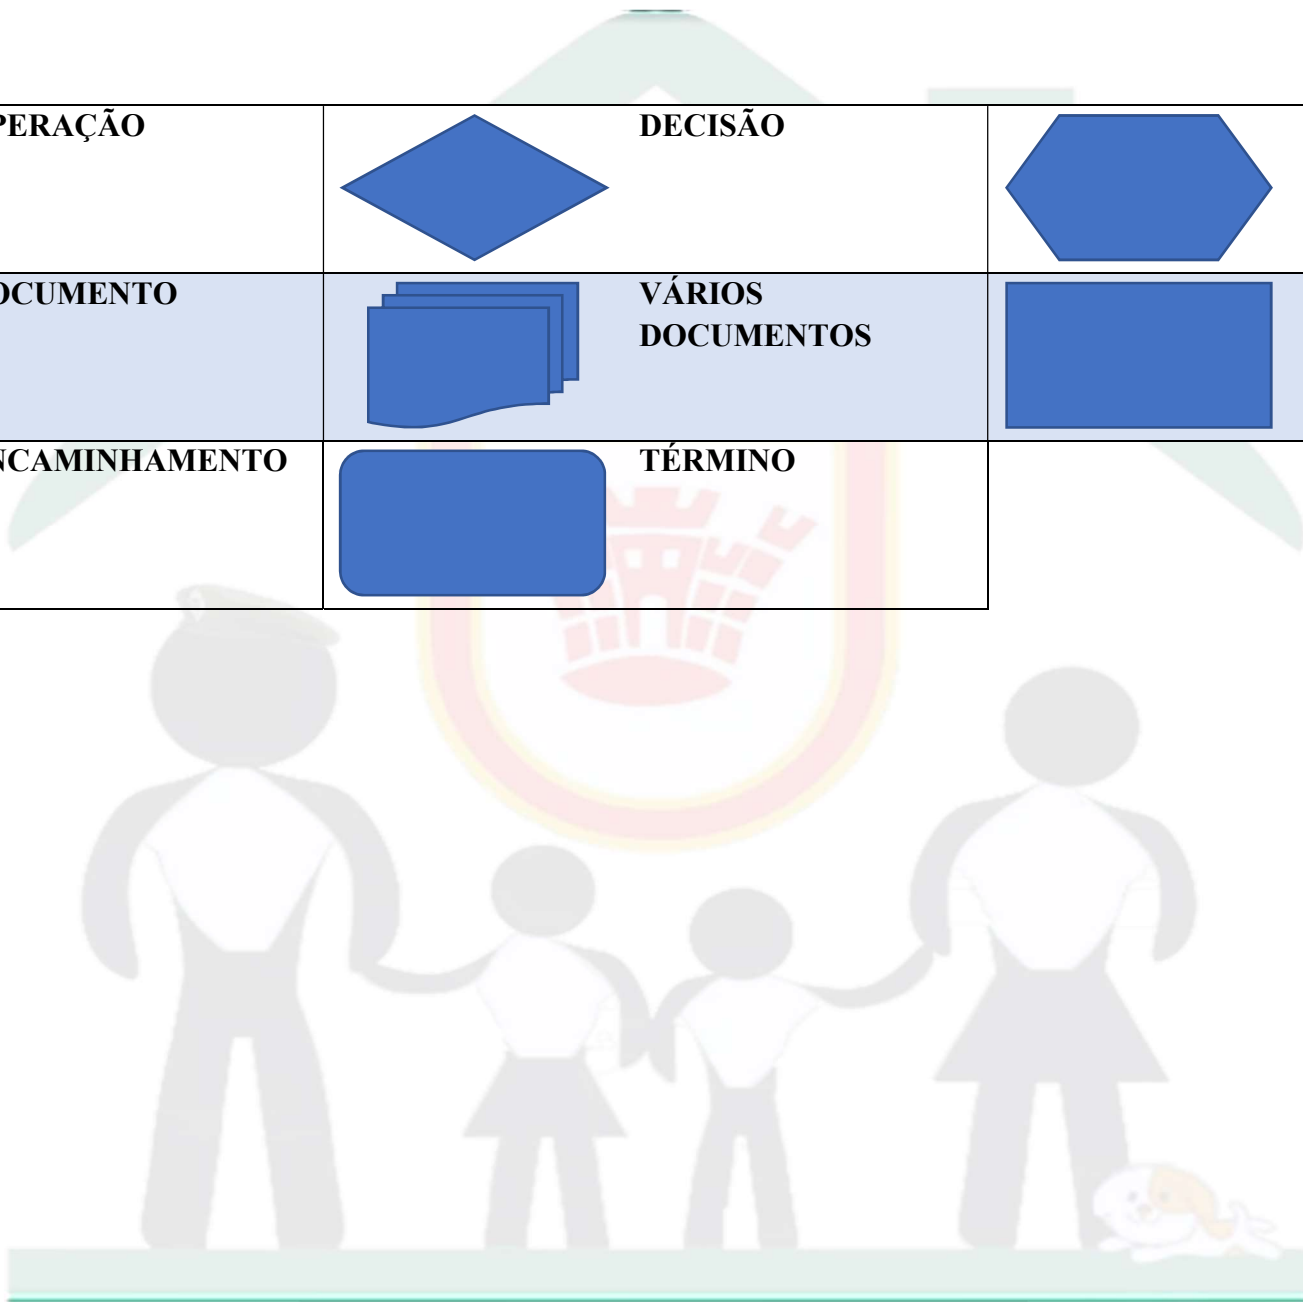 PERAÇÃO
DECISÃO
OCUMENTO
VÁRIOS
DOCUMENTOS
NCAMINHAMENTO
TÉRMINO